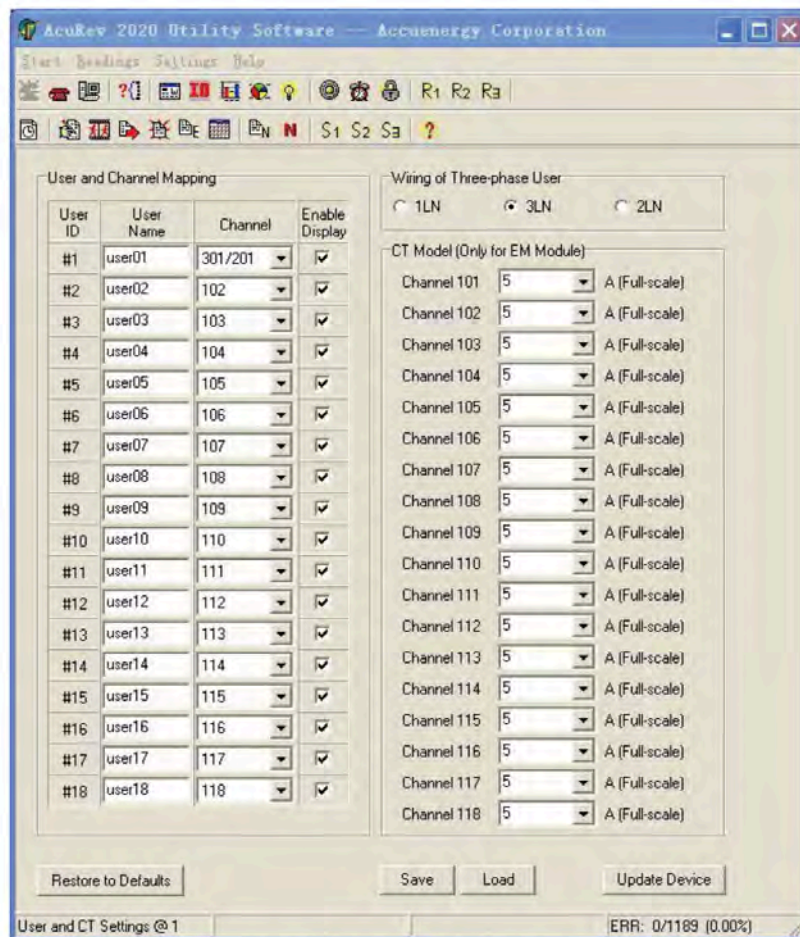 AcuRev 2020 Utility Software -- Accuenergy Corporation
Start Readings Settings Help
R1 R2 R3
S1 S2 S3 ?
User and Channel Mapping
User ID User Name Channel Enable Display
#1 user01 301/201
#2 user02 102
#3 user03 103
#4 user04 104
#5 user05 105
#6 user06 106
#7 user07 107
#8 user08 108
#9 user09 109
#10 user10 110
#11 user11 111
#12 user12 112
#13 user13 113
#14 user14 114
#15 user15 115
#16 user16 116
#17 user17 117
#18 user18 118
Wiring of Three-phase User
1LN 3LN 2LN
CT Model (Only for EM Module)
Channel 101 5 A (Full-scale)
Channel 102 5 A (Full-scale)
Channel 103 5 A (Full-scale)
Channel 104 5 A (Full-scale)
Channel 105 5 A (Full-scale)
Channel 106 5 A (Full-scale)
Channel 107 5 A (Full-scale)
Channel 108 5 A (Full-scale)
Channel 109 5 A (Full-scale)
Channel 110 5 A (Full-scale)
Channel 111 5 A (Full-scale)
Channel 112 5 A (Full-scale)
Channel 113 5 A (Full-scale)
Channel 114 5 A (Full-scale)
Channel 115 5 A (Full-scale)
Channel 116 5 A (Full-scale)
Channel 117 5 A (Full-scale)
Channel 118 5 A (Full-scale)
Restore to Defaults Save Load Update Device
User and CT Settings @ 1 ERR: 0/1189 (0.00%)